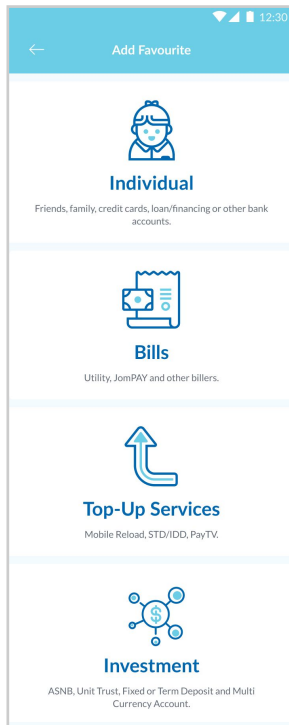 12:30
Add Favourite
Individual
Friends, family, credit cards, loan/financing or other bank
accounts.
Bills
Utility, JomPAY and other billers.
Top-Up Services
Mobile Reload, STD/IDD, PayTV.
$
Investment
ASNB, Unit Trust, Fixed or Term Deposit and Multi
Currency Account.